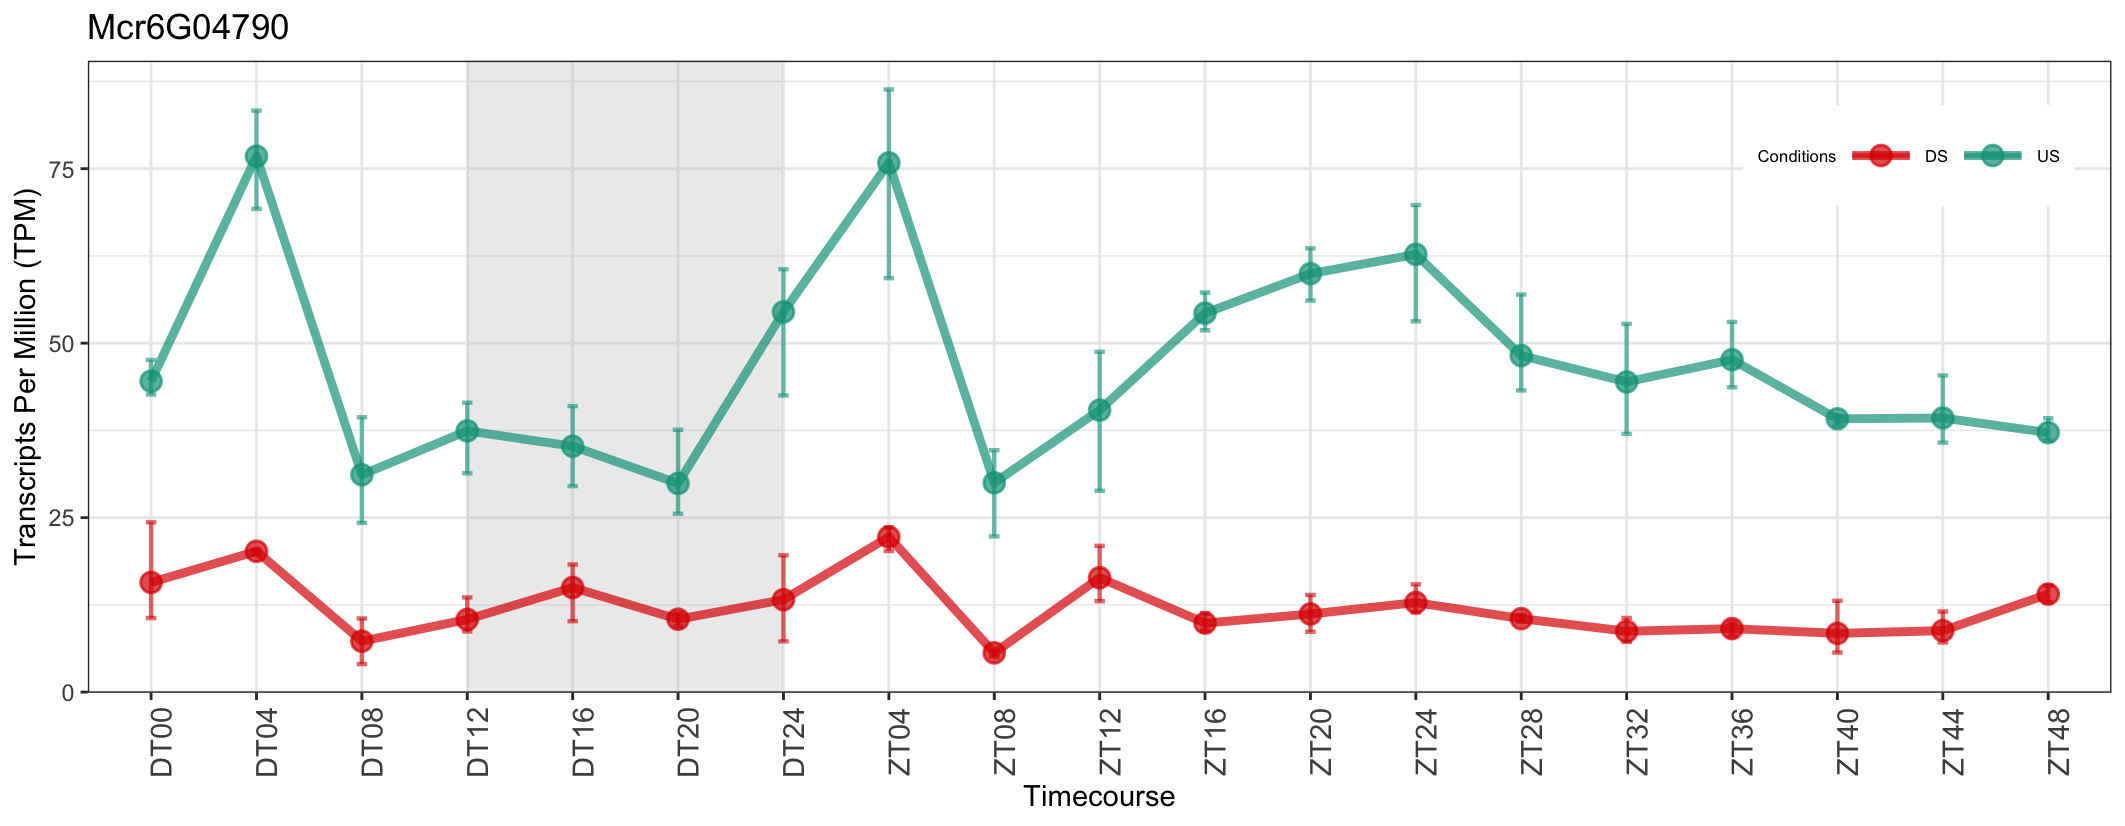 Mcr6G04790
Transcripts Per Million (TPM)
75
50
25
0
Conditions DS US
DT00 DT04 DT08 DT12 DT16 DT20 DT24 ZT04 ZT08 ZT12 ZT16 ZT20 ZT24 ZT28 ZT32 ZT36 ZT40 ZT44 ZT48
Timecourse